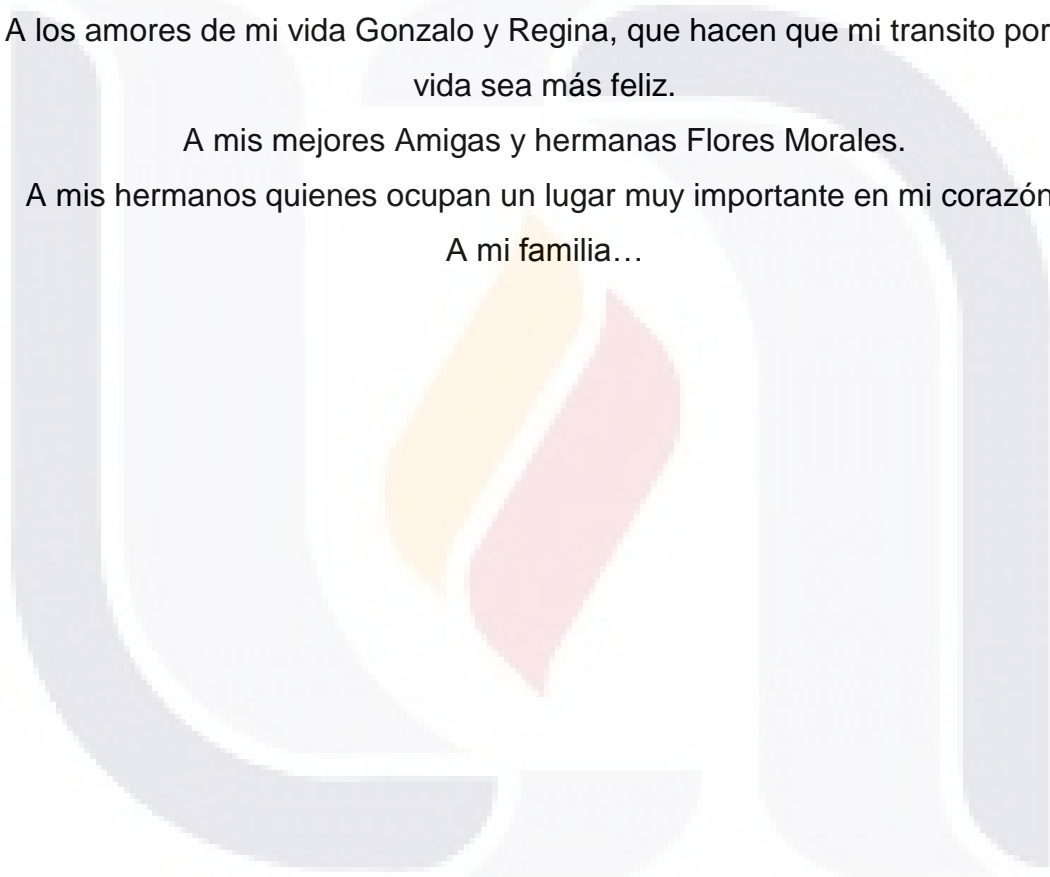 A los amores de mi vida Gonzalo y Regina, que hacen que mi transito por
vida sea más feliz.
A mis mejores Amigas y hermanas Flores Morales.
A mis hermanos quienes ocupan un lugar muy importante en mi corazón
A mi familia…